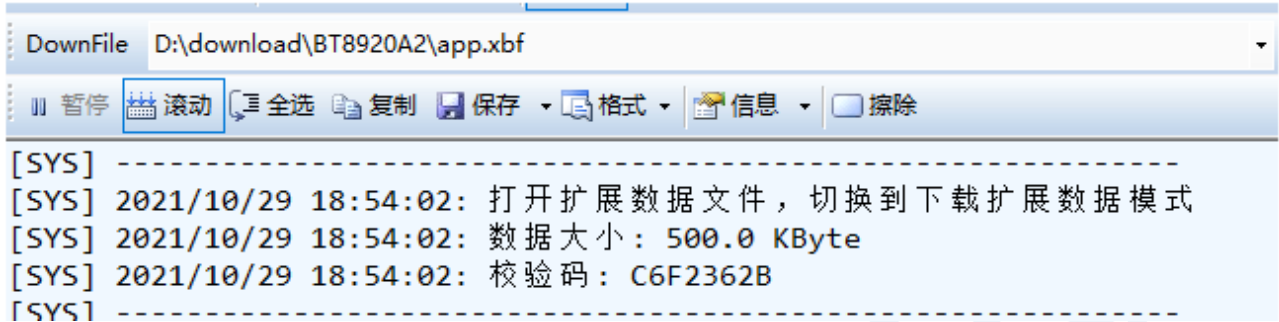 DownFile D:\download\BT8920A2\app.xbf
暂停 滚动 全选 复制 保存 格式 信息 擦除
[SYS] ------------------------------------------------------------
[SYS] 2021/10/29 18:54:02: 打开扩展数据文件，切换到下载扩展数据模式
[SYS] 2021/10/29 18:54:02: 数据大小: 500.0 KByte
[SYS] 2021/10/29 18:54:02: 校验码: C6F2362B
[SYS] ------------------------------------------------------------